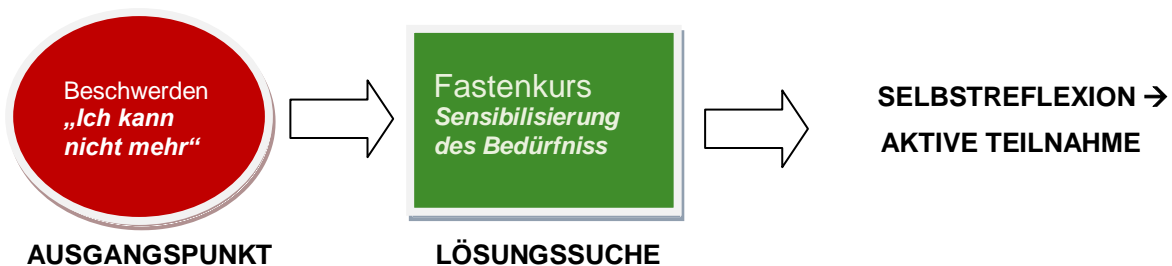 Beschwerden
„Ich kann
nicht mehr“
AUSGANGSPUNKT
Fastenkurs
Sensibilisierung
des Bedürfniss
LÖSUNGSSUCHE
SELBSTREFLEXION →
AKTIVE TEILNAHME